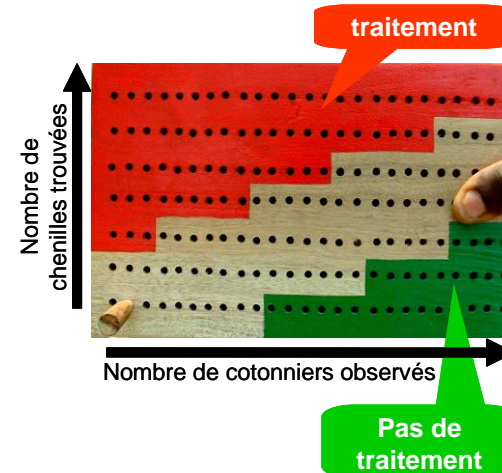 traitement
Nombre de
chenilles trouvées
Nombre de cotonniers observés
Pas de
traitement